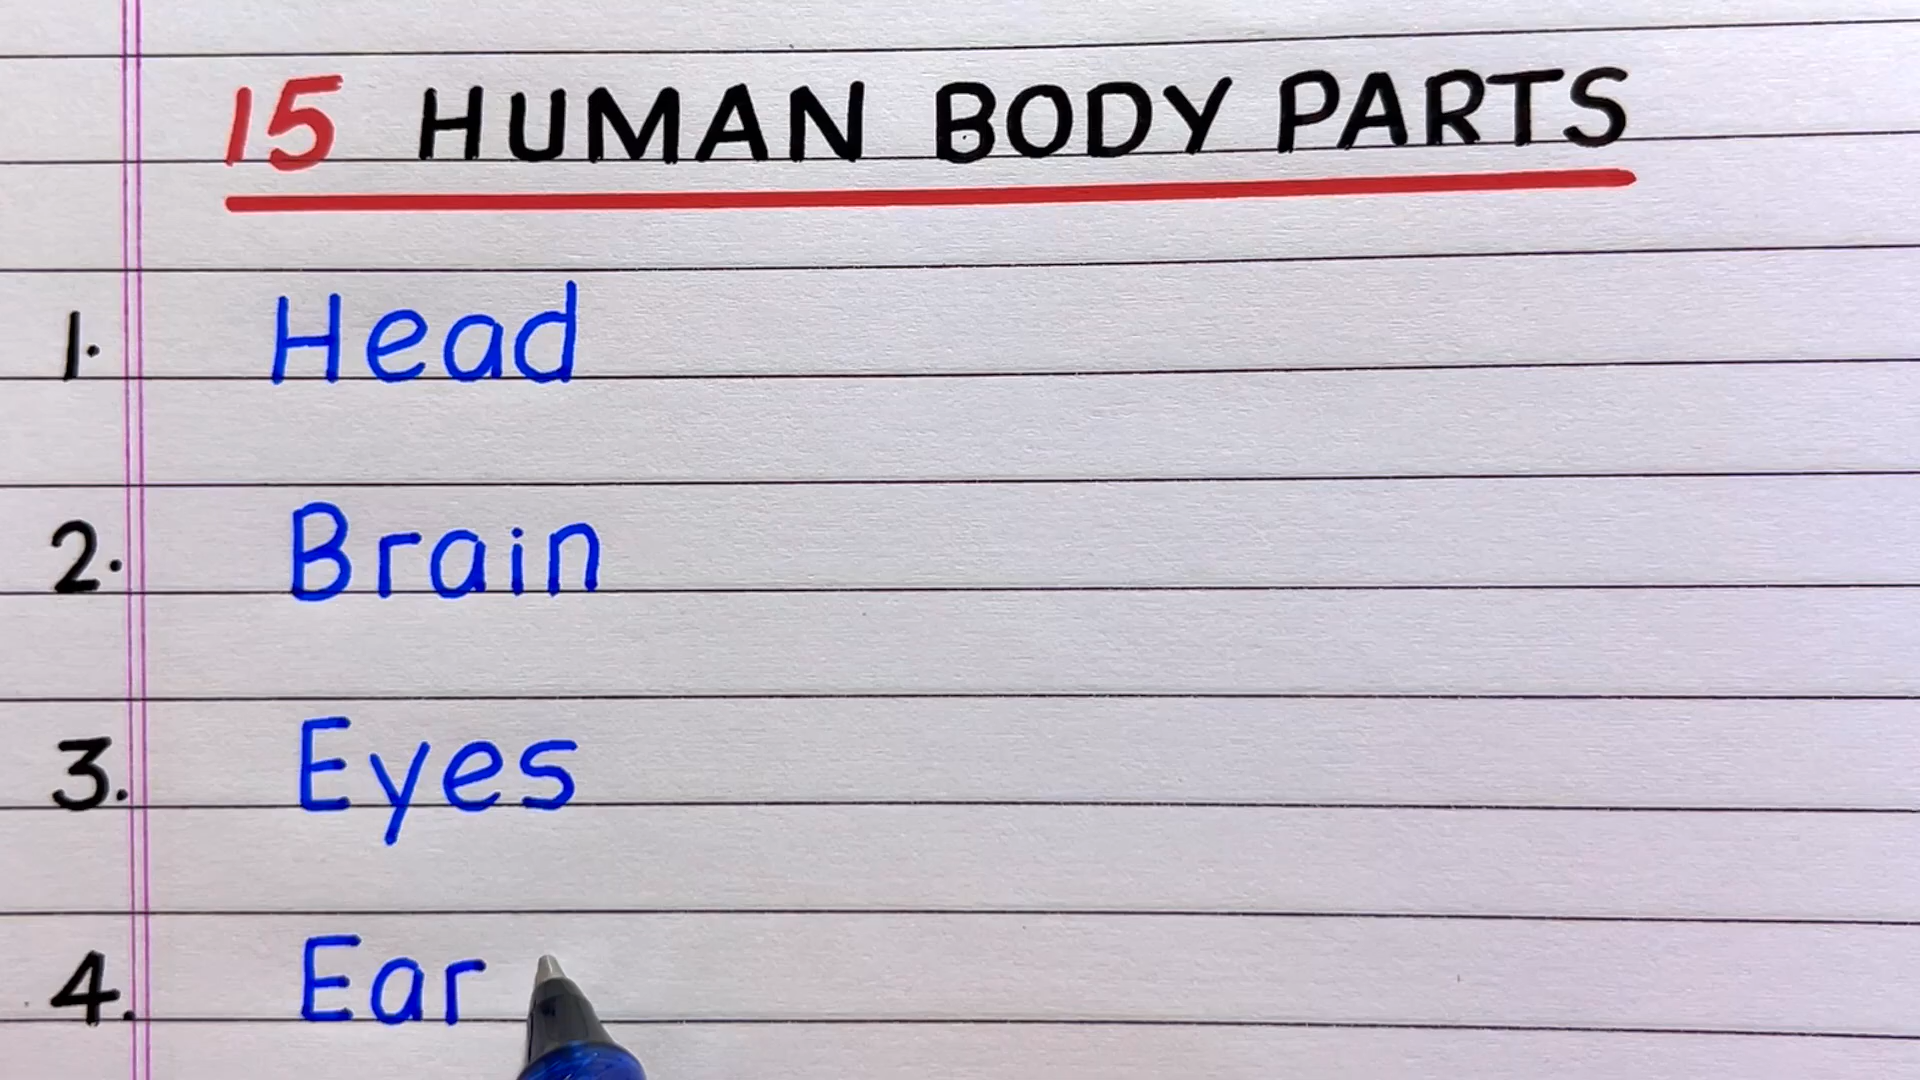 15 HUMAN BODY PARTS
1. Head
2. Brain
3. Eyes
4. Ear